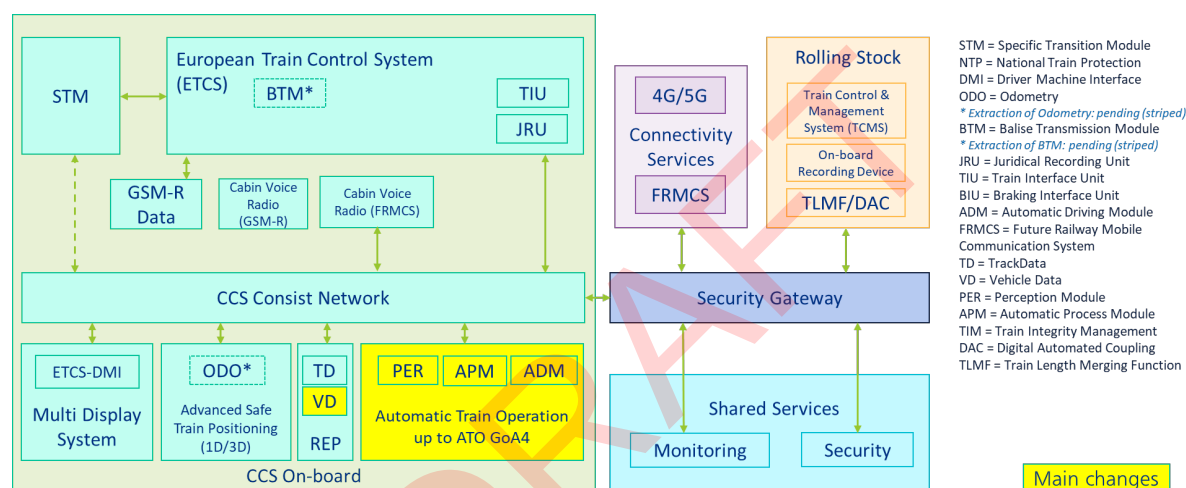 STM
European Train Control System
(ETCS)
BTM*
TIU
JRU
GSM-R
Data
Cabin Voice
Radio
(GSM-R)
Cabin Voice
Radio (FRMCS)
CCS Consist Network
ETCS-DMI
Multi Display
System
ODO*
Advanced Safe
Train Positioning
(1D/3D)
TD
VD
REP
PER
APM
ADM
Automatic Train Operation
up to ATO GoA4
CCS On-board
4G/5G
Connectivity
Services
FRMCS
Rolling Stock
Train Control &
Management
System (TCMS)
On-board
Recording Device
TLMF/DAC
Security Gateway
Shared Services
Monitoring
Security
STM = Specific Transition Module
NTP = National Train Protection
DMI = Driver Machine Interface
ODO = Odometry
* Extraction of Odometry: pending (striped)
BTM = Balise Transmission Module
* Extraction of BTM: pending (striped)
JRU = Juridical Recording Unit
TIU = Train Interface Unit
BIU = Braking Interface Unit
ADM = Automatic Driving Module
FRMCS = Future Railway Mobile
Communication System
TD = TrackData
VD = Vehicle Data
PER = Perception Module
APM = Automatic Process Module
TIM = Train Integrity Management
DAC = Digital Automated Coupling
TLMF = Train Length Merging Function
Main changes
DRAFT